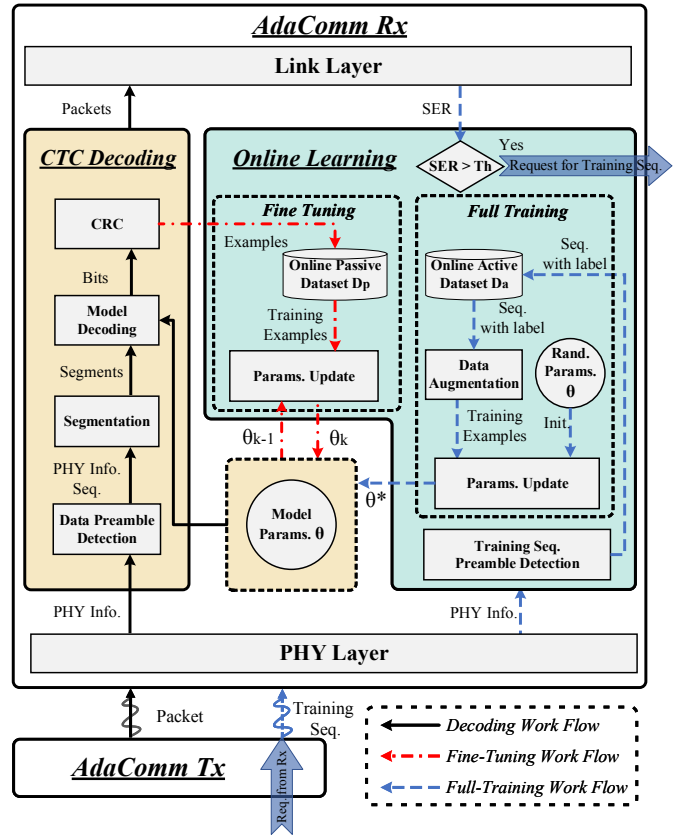 AdaComm Rx
Link Layer
Packets
SER
CTC Decoding
Online Learning
SER > Th
Yes
Request for Training Seq.
Fine Tuning
Full Training
CRC
Examples
Online Passive
Dataset Dp
Online Active
Dataset Da
Seq.
with label
Bits
Training
Examples
Seq.
with label
Model
Decoding
Segments
Params. Update
Data
Augmentation
Rand.
Params.
θ
Segmentation
θk-1
θk
Training
Examples
Init.
PHY Info.
Seq.
Params. Update
θ*
Data Preamble
Detection
Model
Params. θ
Training Seq.
Preamble Detection
PHY Info.
PHY Info.
PHY Layer
Packet
Training
Seq.
AdaComm Tx
Req. from Rx
Decoding Work Flow
Fine-Tuning Work Flow
Full-Training Work Flow